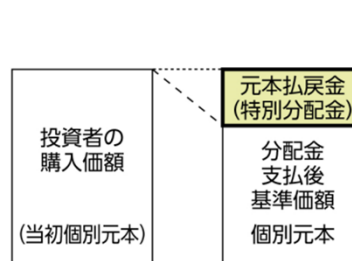 投資者の
購入価額
(当初個別元本)
元本払戻金
(特別分配金)
分配金
支払後
基準価額
個別元本